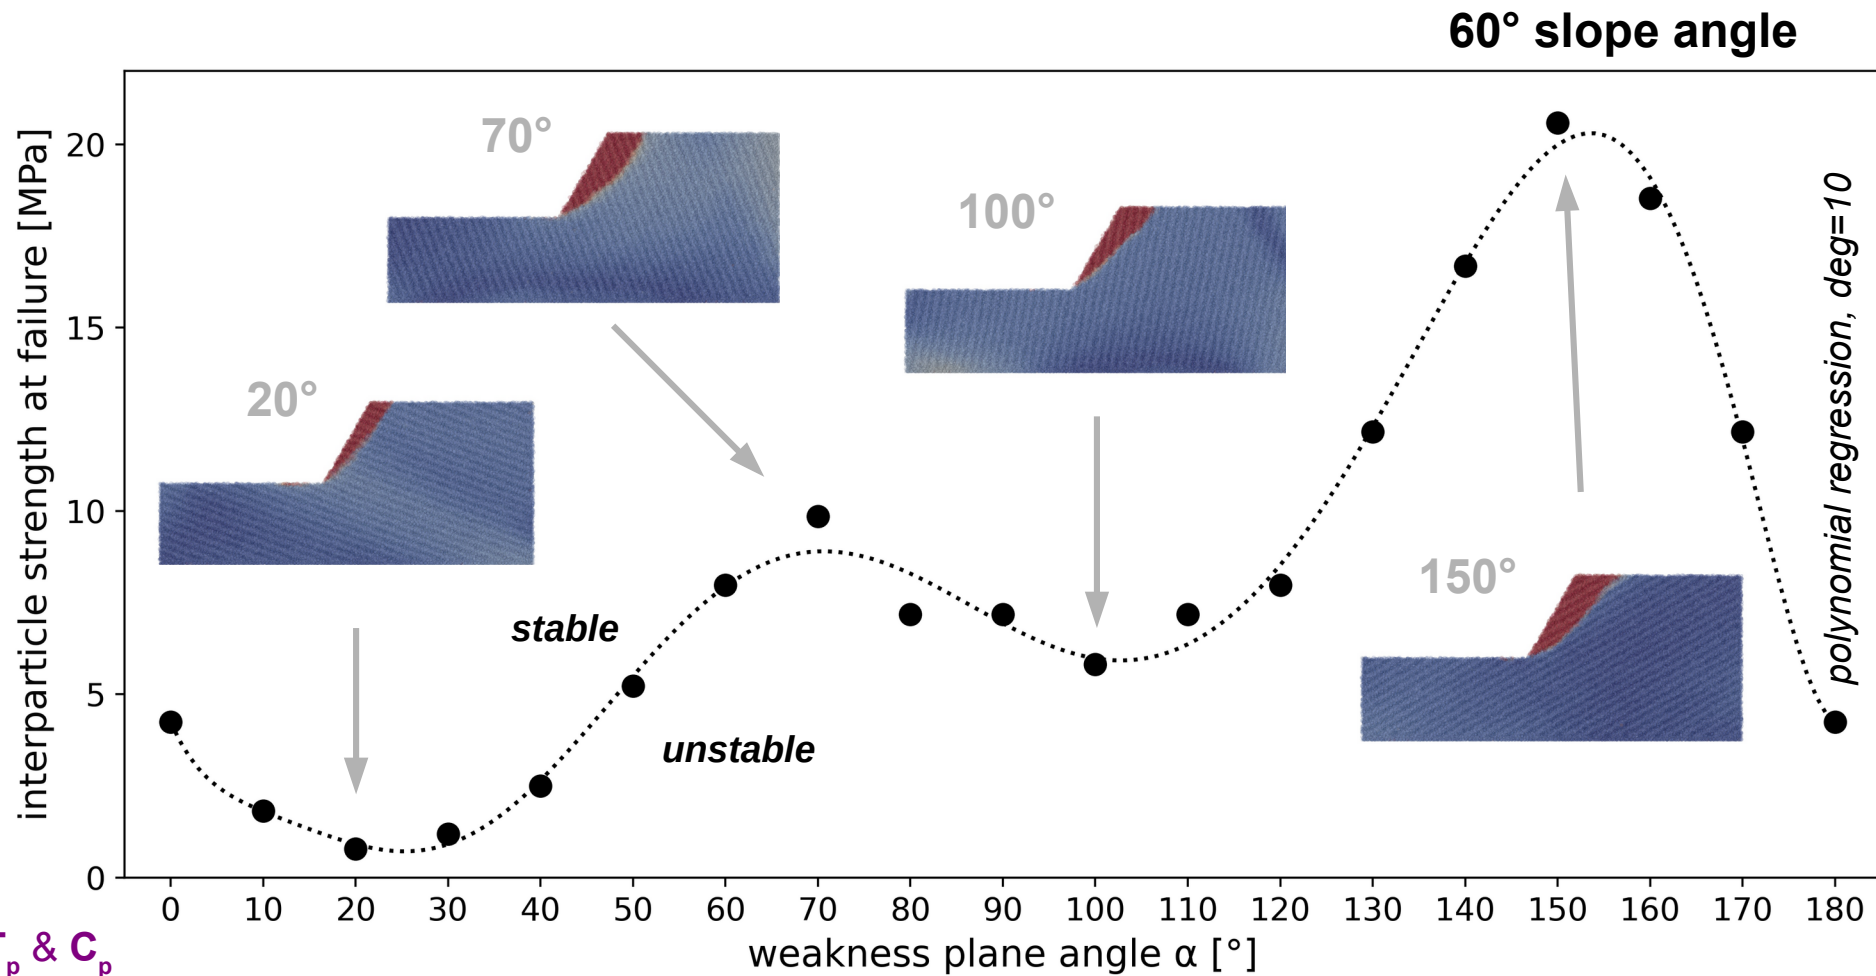 60° slope angle
interparticle strength at failure [MPa]
20
15
10
5
0
70°
100°
20°
150°
stable
unstable
polynomial regression, deg=10
0 10 20 30 40 50 60 70 80 90 100 110 120 130 140 150 160 170 180
weakness plane angle α [°]
p & Cp